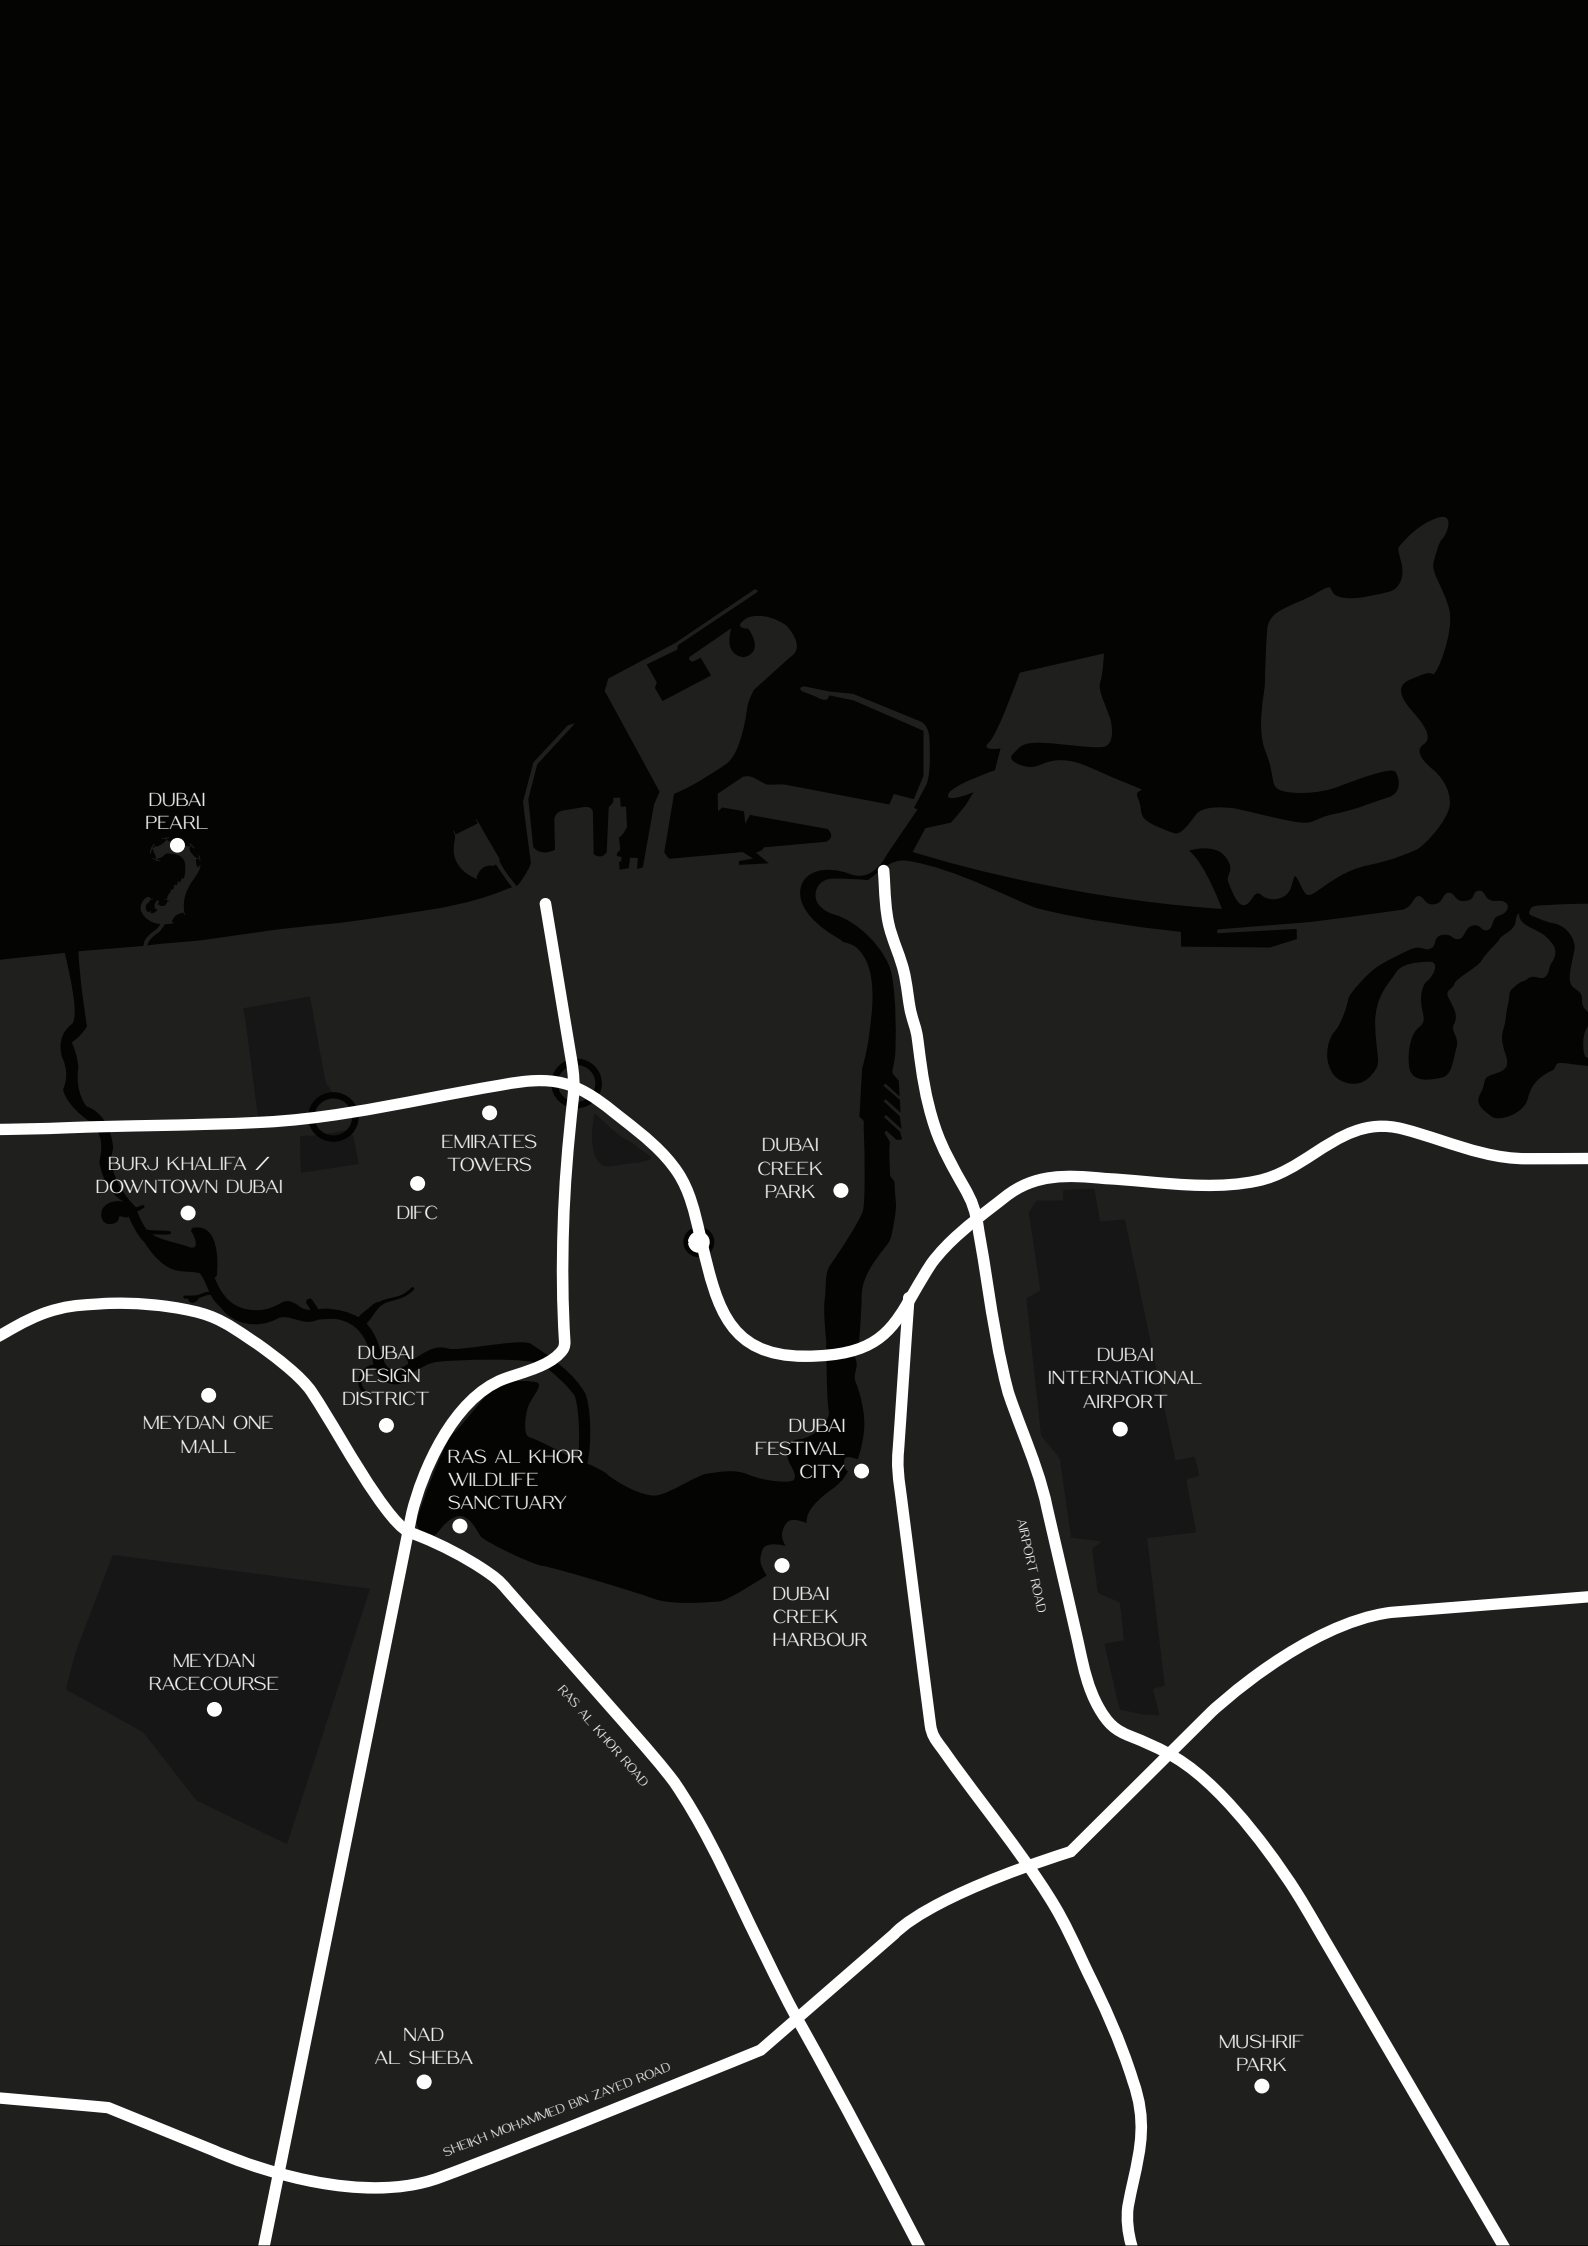 DUBAI
PEARL
EMIRATES
TOWERS
DUBAI
CREEK
PARK
BURJ KHALIFA /
DOWNTOWN DUBAI
DIFC
DUBAI
DESIGN
DISTRICT
DUBAI
INTERNATIONAL
AIRPORT
MEYDAN ONE
MALL
DUBAI
FESTIVAL
CITY
RAS AL KHOR
WILDLIFE
SANCTUARY
AIRPORT ROAD
DUBAI
CREEK
HARBOUR
MEYDAN
RACECOURSE
RAS AL KHOR ROAD
NAD
AL SHEBA
MUSHRIF
PARK
SHEIKH MOHAMMED BIN ZAYED ROAD